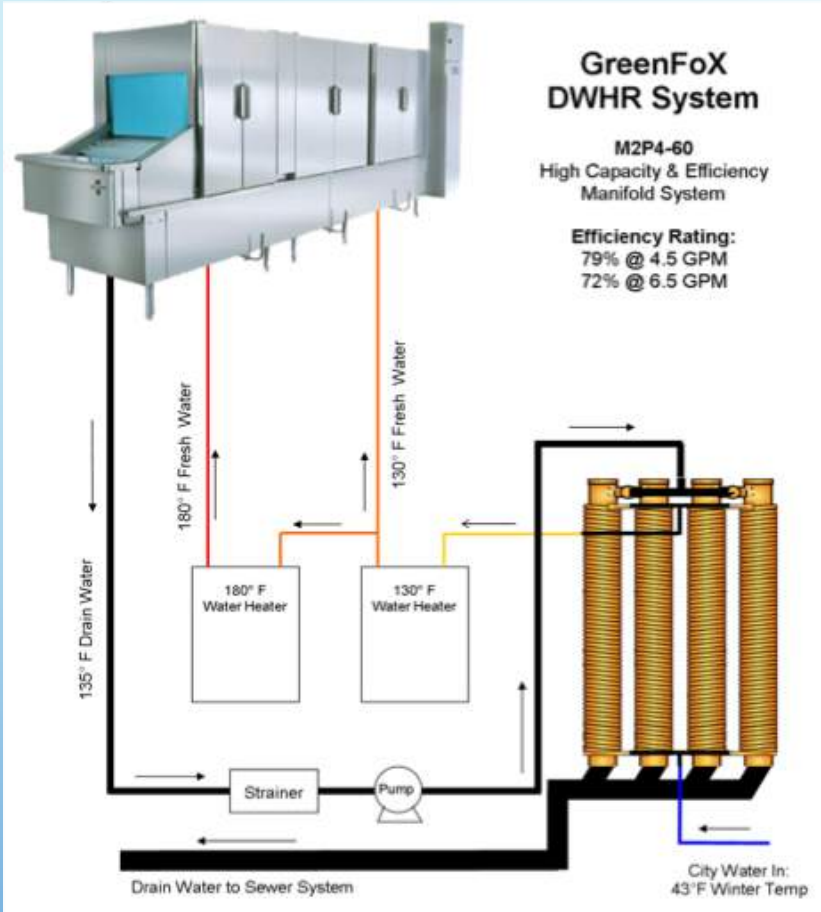 GreenFoX
DWHR System
M2P4-60
High Capacity & Efficiency
Manifold System
Efficiency Rating:
79% @ 4.5 GPM
72% @ 6.5 GPM
180° F Fresh Water
130° F Fresh Water
135° F Drain Water
180° F
Water Heater
130° F
Water Heater
Strainer
Pump
Drain Water to Sewer System
City Water In:
43°F Winter Temp